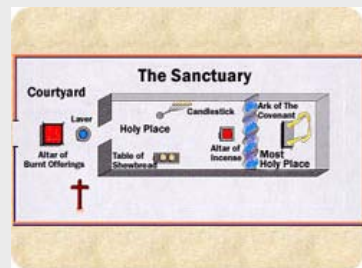 The Sanctuary
Courtyard
Laver
Altar of
Burnt Offerings
Holy Place
Candlestick
Table of
Shewbread
Altar of
Incense
Ark of The
Covenant
Most
Holy Place